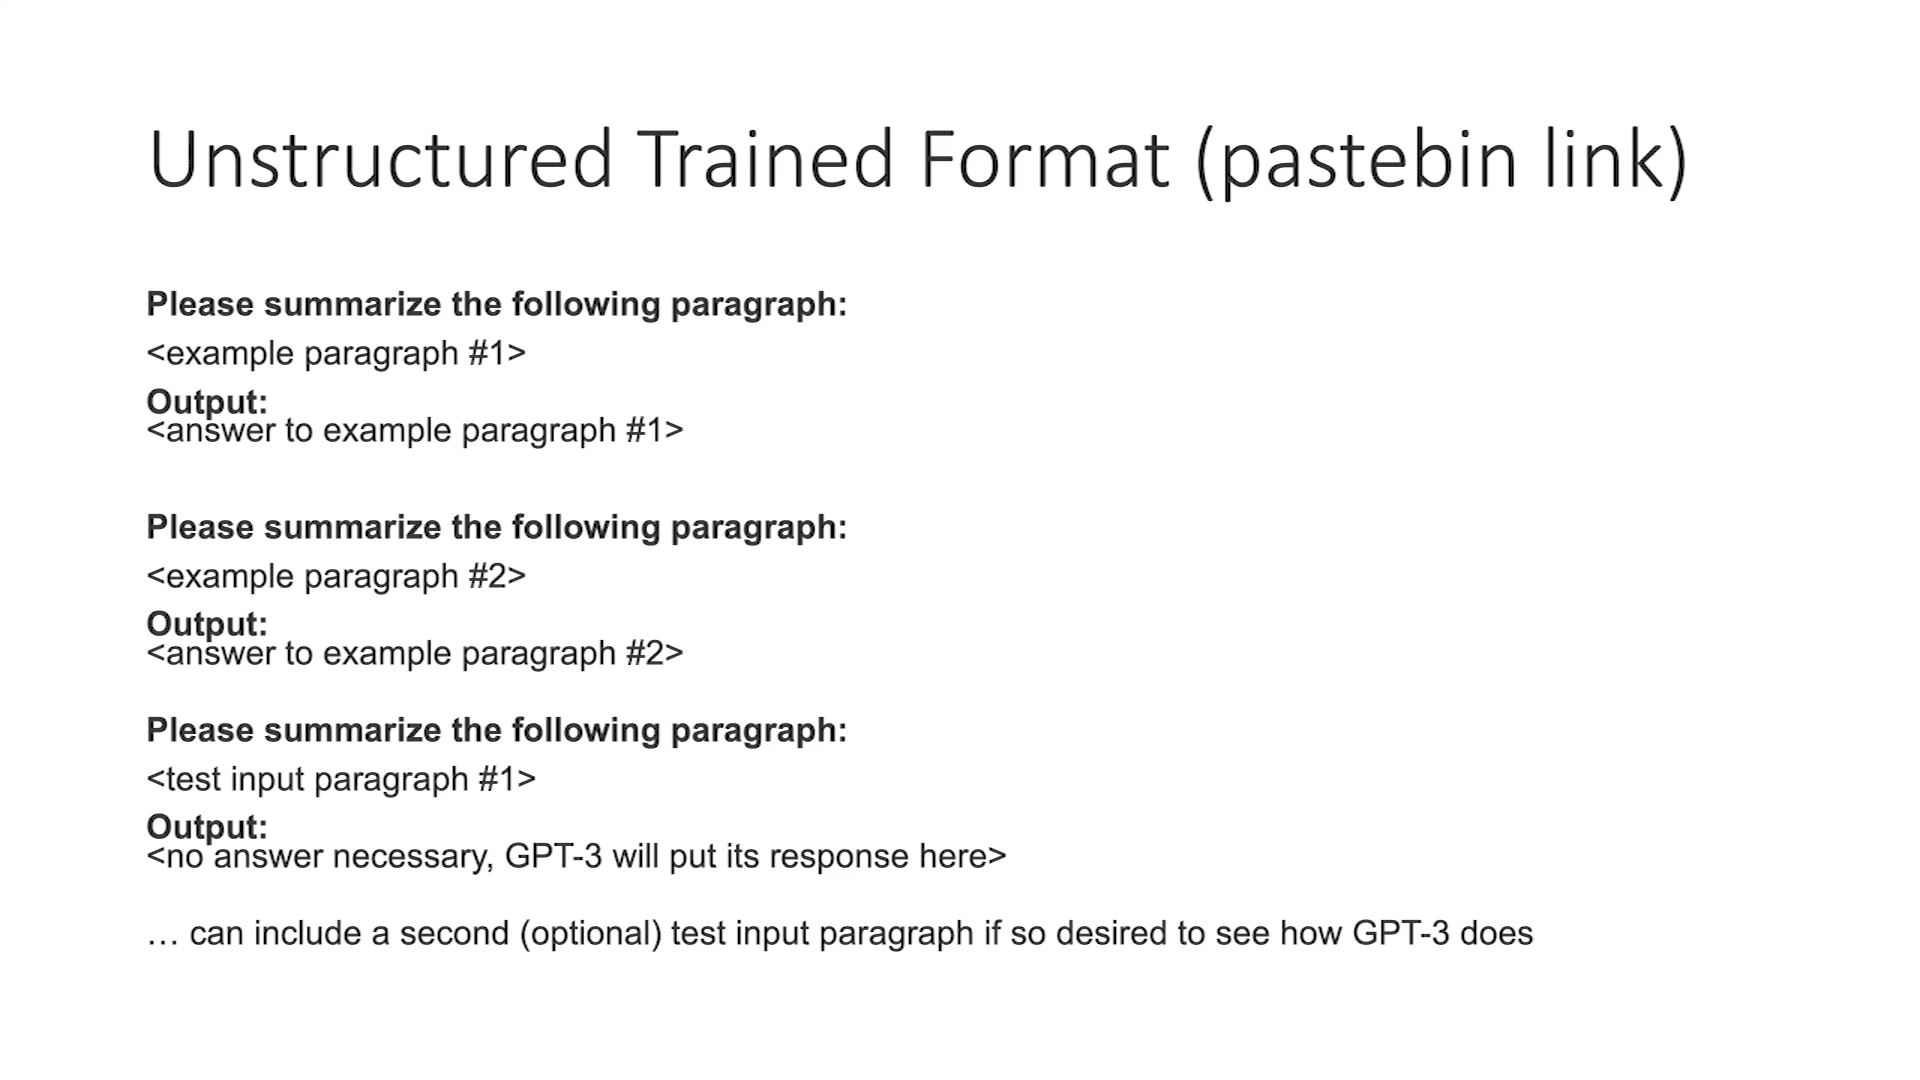 Unstructured Trained Format (pastebin link)
Please summarize the following paragraph:
<example paragraph #1>
Output:
<answer to example paragraph #1>
Please summarize the following paragraph:
<example paragraph #2>
Output:
<answer to example paragraph #2>
Please summarize the following paragraph:
<test input paragraph #1>
Output:
<no answer necessary, GPT-3 will put its response here>
… can include a second (optional) test input paragraph if so desired to see how GPT-3 does